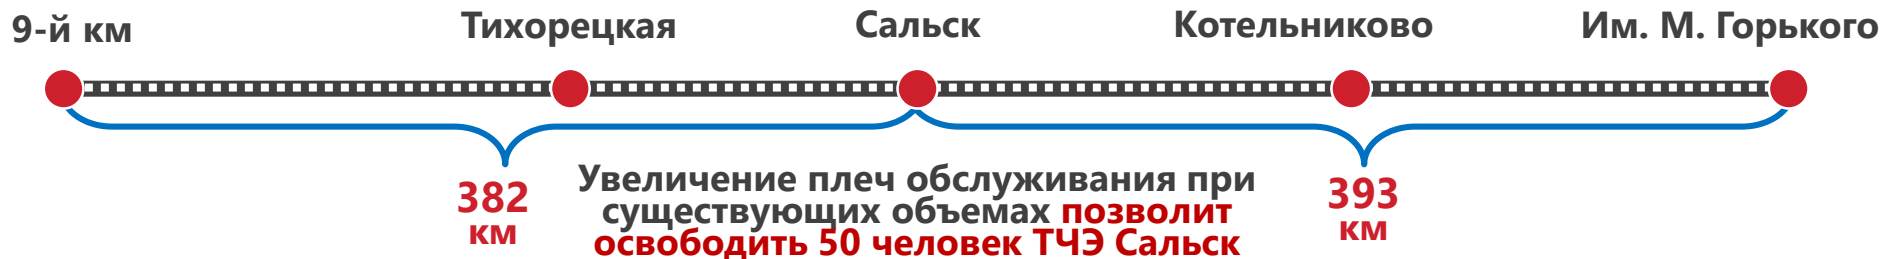 9-й км
Тихорецкая
Сальск
Котельниково
Им. М. Горького
382
км
Увеличение плеч обслуживания при
существующих объемах позволит
освободить 50 человек ТЧЭ Сальск
393
км